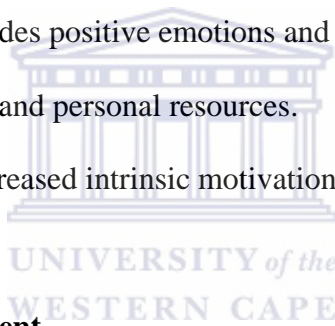 des positive emotions and
and personal resources.
reased intrinsic motivation
UNIVERSITY of the
WESTERN CAPE
ent